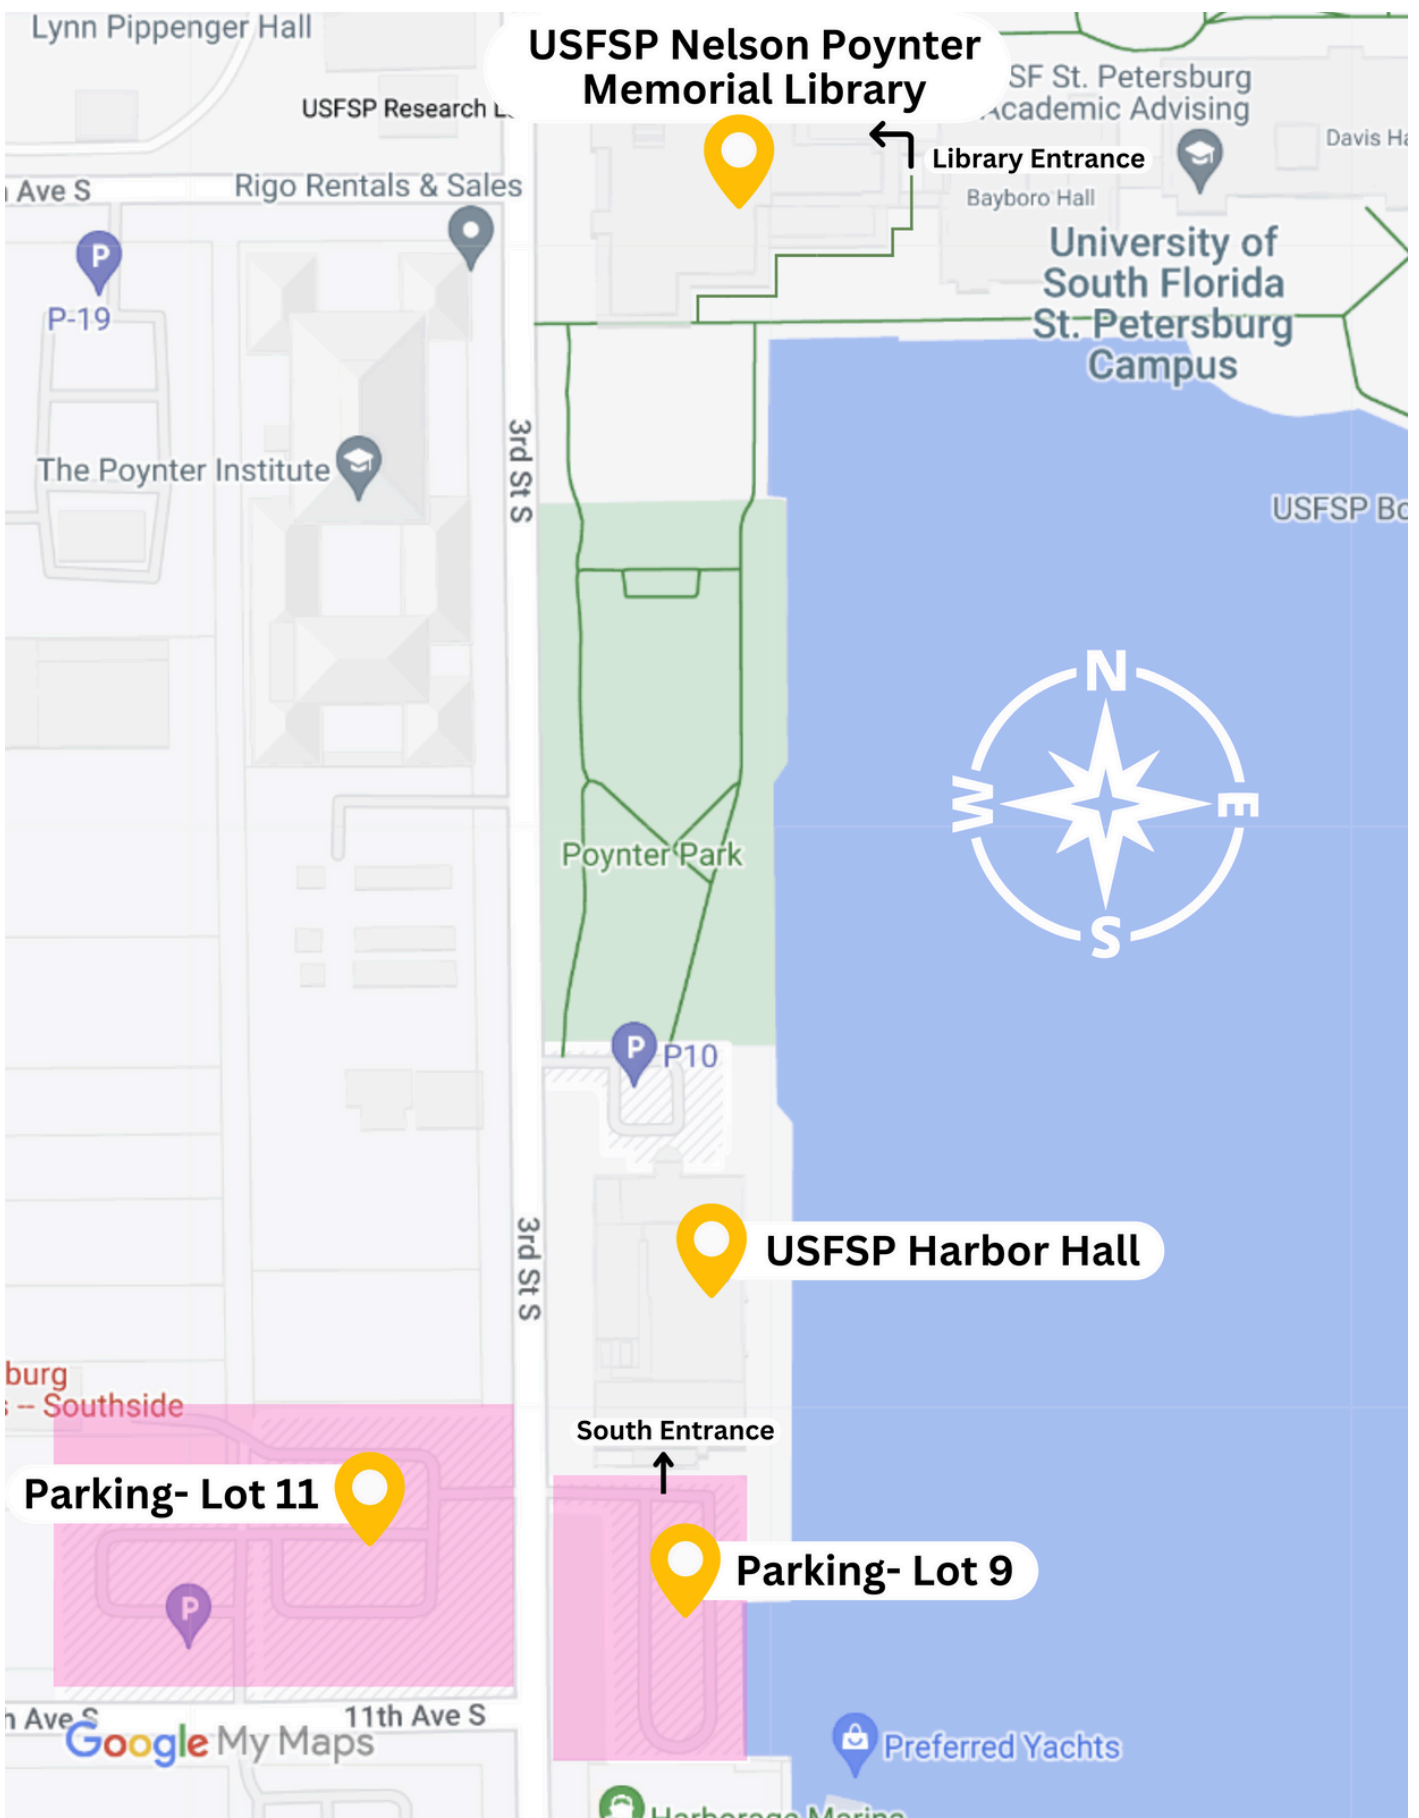 Lynn Pippenger Hall
USFSP Nelson Poynter
Memorial Library
SF St. Petersburg
Academic Advising
USFSP Research
Davis
Library Entrance
Ave S
Rigo Rentals & Sales
Bayboro Hall
University of
South Florida
St. Petersburg
Campus
P
P-19
3rd St S
The Poynter Institute
USFSP
N
W
E
S
Poynter Park
P
P10
3rd St S
USFSP Harbor Hall
burg
– Southside
South Entrance
Parking- Lot 11
Parking- Lot 9
P
Ave S
11th Ave S
Google My Maps
Preferred Yachts
Harborage Marina